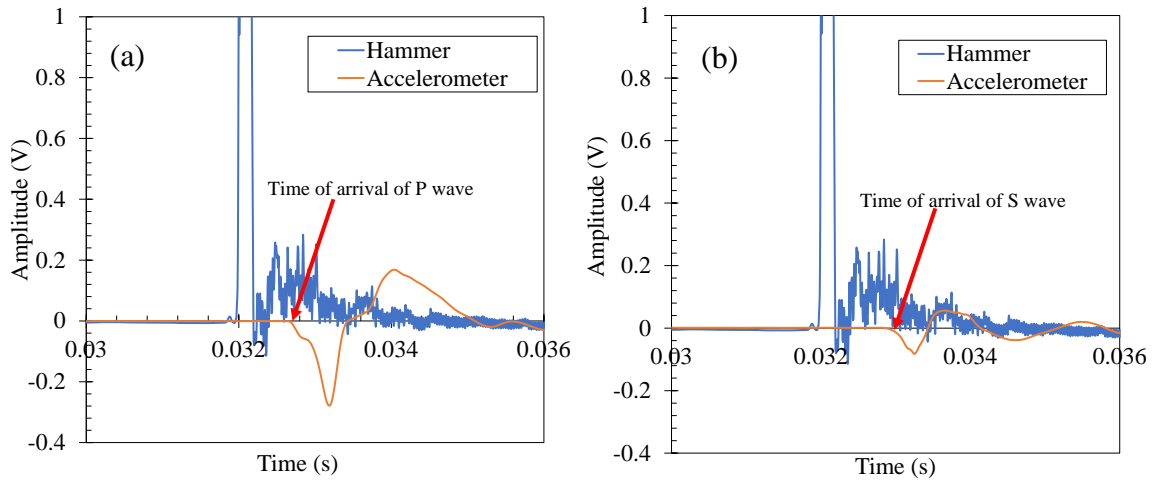 (a)
Hammer
Accelerometer
Time of arrival of P wave
Amplitude (V)
1
0.8
0.6
0.4
0.2
0
-0.2
-0.4
0.03
0.032
0.034
0.036
Time (s)
(b)
Hammer
Accelerometer
Time of arrival of S wave
Amplitude (V)
1
0.8
0.6
0.4
0.2
0
-0.2
-0.4
0.03
0.032
0.034
0.036
Time (s)